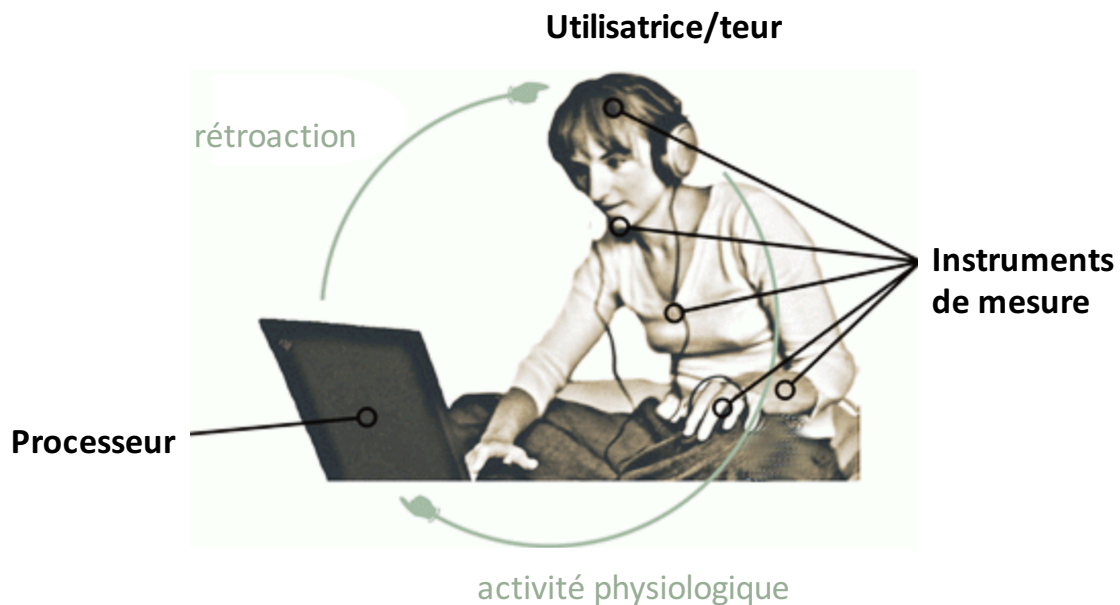 Utilisatrice/teur
rétroaction
Instruments
de mesure
Processeur
activité physiologique